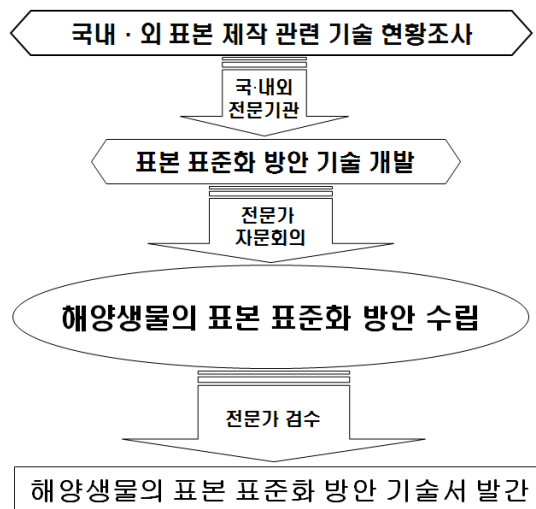 국내 · 외 표본 제작 관련 기술 현황조사
국·내외
전문기관
표본 표준화 방안 기술 개발
전문가
자문회의
해양생물의 표본 표준화 방안 수립
전문가 검수
해양생물의 표본 표준화 방안 기술서 발간